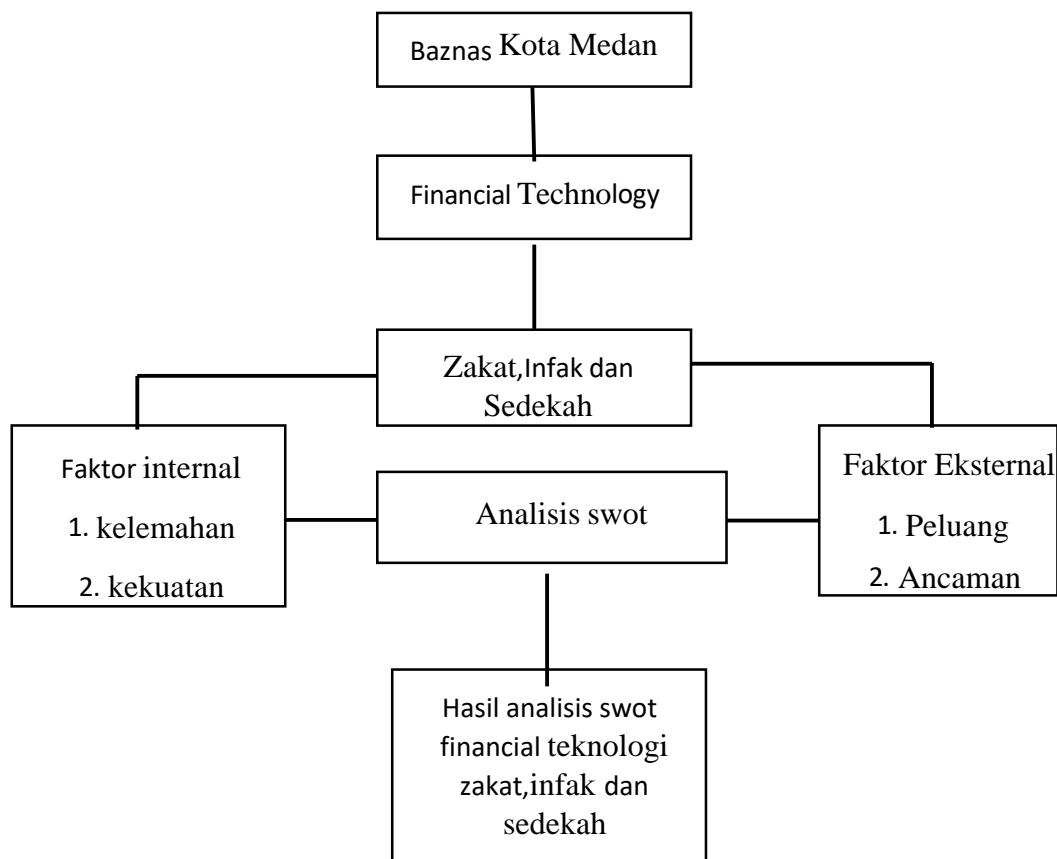 Baznas Kota Medan
Financial Technology
Zakat,Infak dan
Sedekah
Faktor internal
1. kelemahan
2. kekuatan
Analisis swot
Faktor Eksternal
1. Peluang
2. Ancaman
Hasil analisis swot
financial teknologi
zakat,infak dan
sedekah